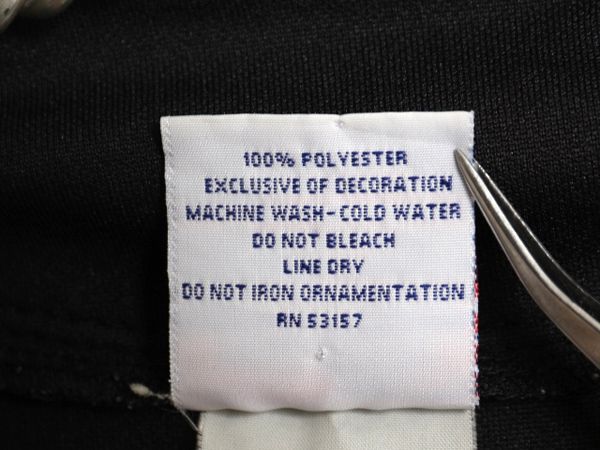 100% POLYESTER
EXCLUSIVE OF DECORATION
MACHINE WASH-COLD WATER
DO NOT BLEACH
LINE DRY
DO NOT IRON ORNAMENTATION
RN 53157